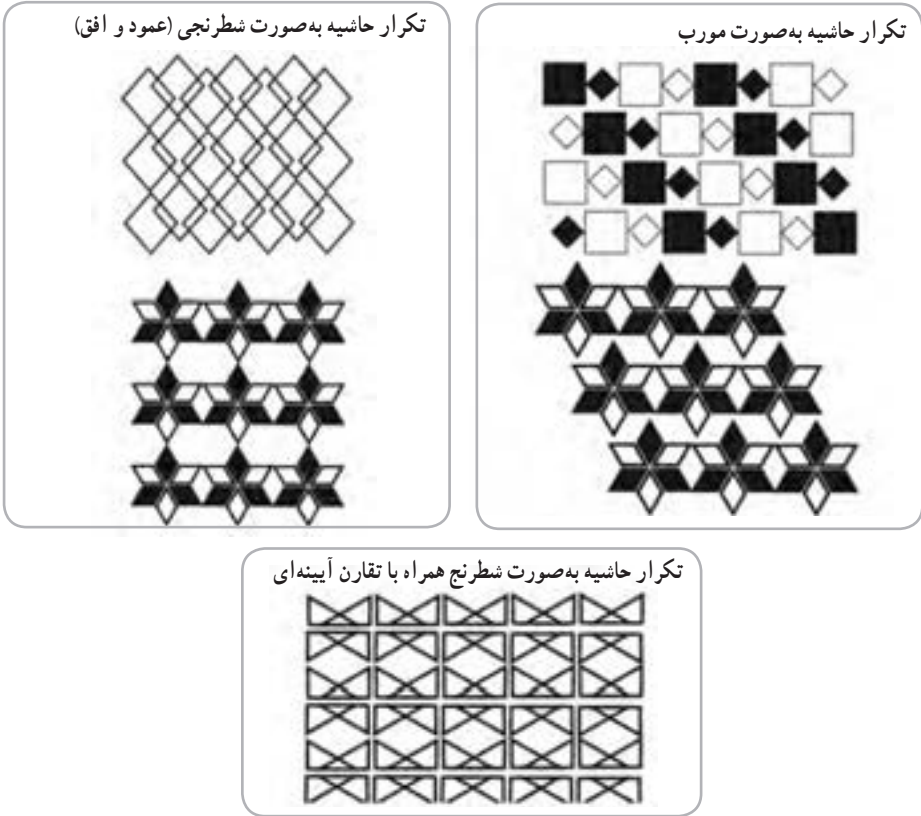 تکرار حاشیه به‌صورت مورب
تکرار حاشیه به‌صورت شطرنجی (عمود و افق)
تکرار حاشیه به‌صورت شطرنج همراه با تقارن آیینه‌ای